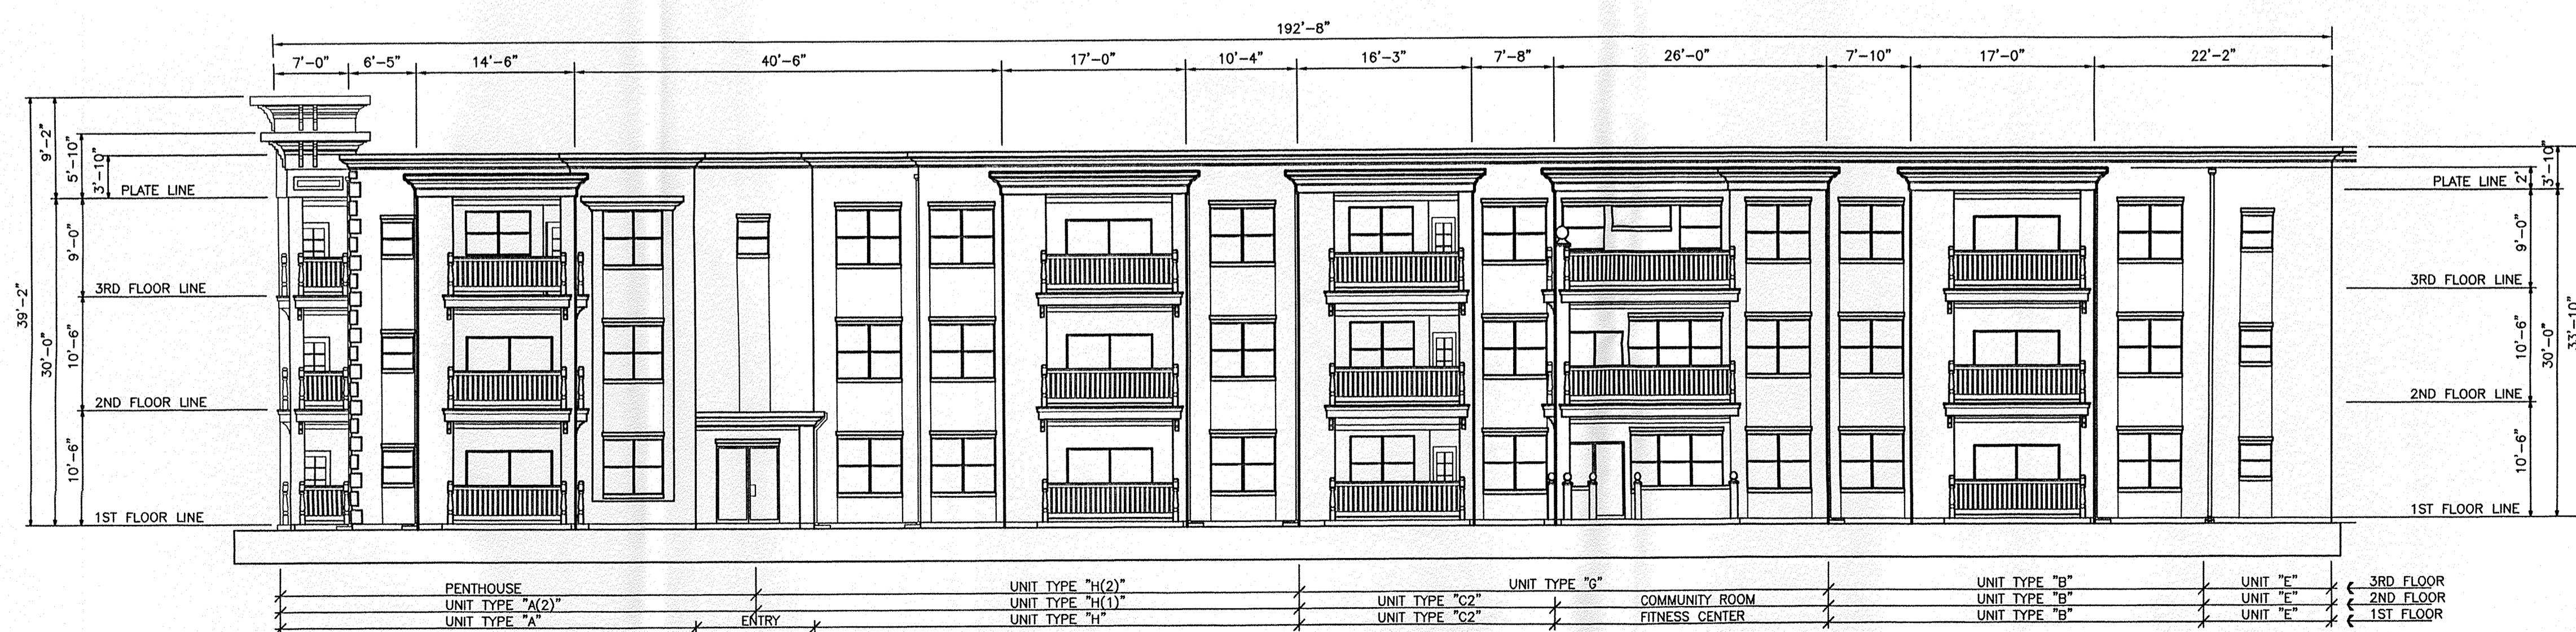 192'-8"
7'-0" 6'-5" 14'-6" 40'-6" 17'-0" 10'-4" 16'-3" 7'-8" 26'-0" 7'-10" 17'-0" 22'-2"
39'-2"
30'-0"
9'-2"
5'-10"
3'-10"
9'-0"
10'-6"
10'-6"
PLATE LINE
3RD FLOOR LINE
2ND FLOOR LINE
1ST FLOOR LINE
PLATE LINE
3RD FLOOR LINE
2ND FLOOR LINE
1ST FLOOR LINE
2'
3'-10"
9'-0"
10'-6"
10'-6"
30'-0"
33'-10"
PENTHOUSE UNIT TYPE "H(2)" UNIT TYPE "G" UNIT TYPE "B" UNIT "E" 3RD FLOOR
UNIT TYPE "A(2)" UNIT TYPE "H(1)" UNIT TYPE "C2" COMMUNITY ROOM UNIT TYPE "B" UNIT "E" 2ND FLOOR
UNIT TYPE "A" ENTRY UNIT TYPE "H" UNIT TYPE "C2" FITNESS CENTER UNIT TYPE "B" UNIT "E" 1ST FLOOR